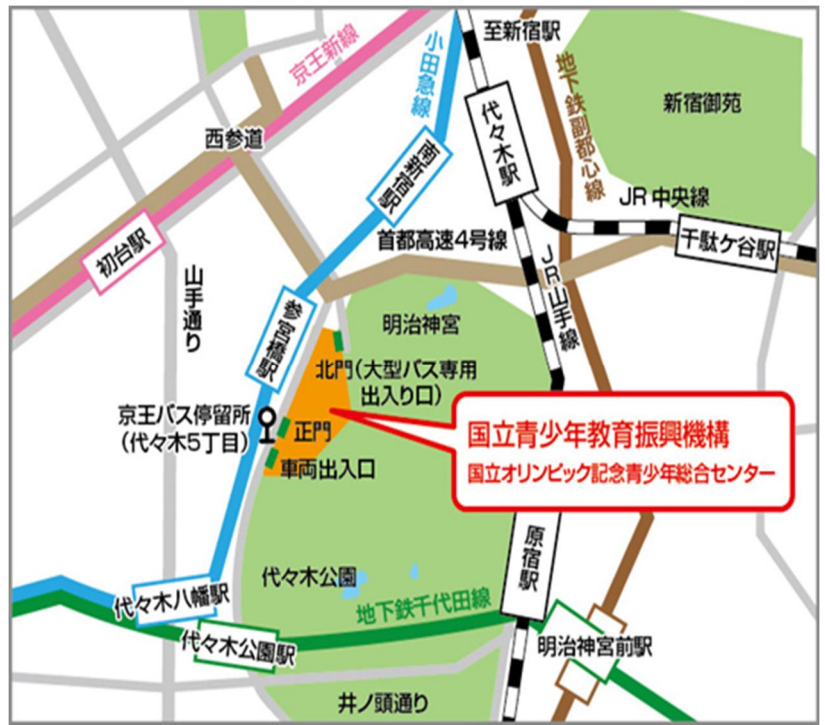 至新宿駅
京王新線
小田急線
地下鉄副都心線
新宿御苑
代々木駅
西参道
南新宿駅
JR中央線
初台駅
首都高速4号線
千駄ケ谷駅
山手通り
JR山手線
参宮橋駅
明治神宮
北門(大型バス専用
出入り口)
京王バス停留所
(代々木5丁目)
正門
国立青少年教育振興機構
国立オリンピック記念青少年総合センター
車両出入口
原宿駅
代々木公園
代々木八幡駅
地下鉄千代田線
代々木公園駅
明治神宮前駅
井ノ頭通り